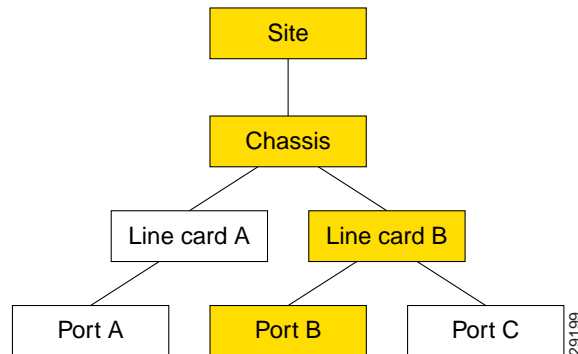 Site
Chassis
Line card A
Line card B
Port A
Port B
Port C
29199